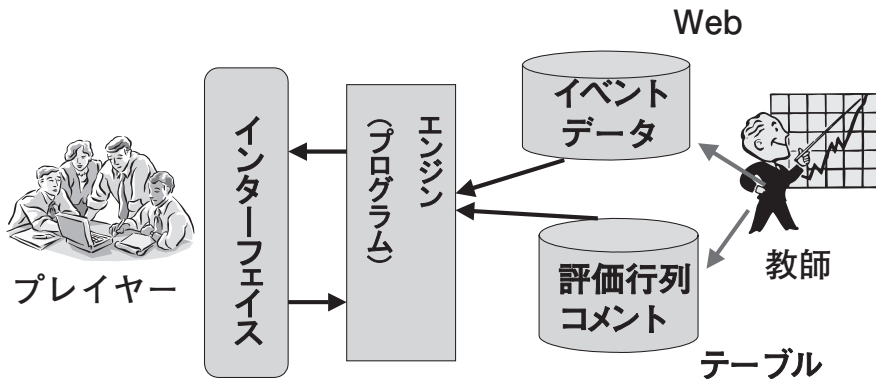 Web
イベント
データ
インターフェイス
エンジン
(プログラム)
プレイヤー
評価行列
コメント
教師
テーブル